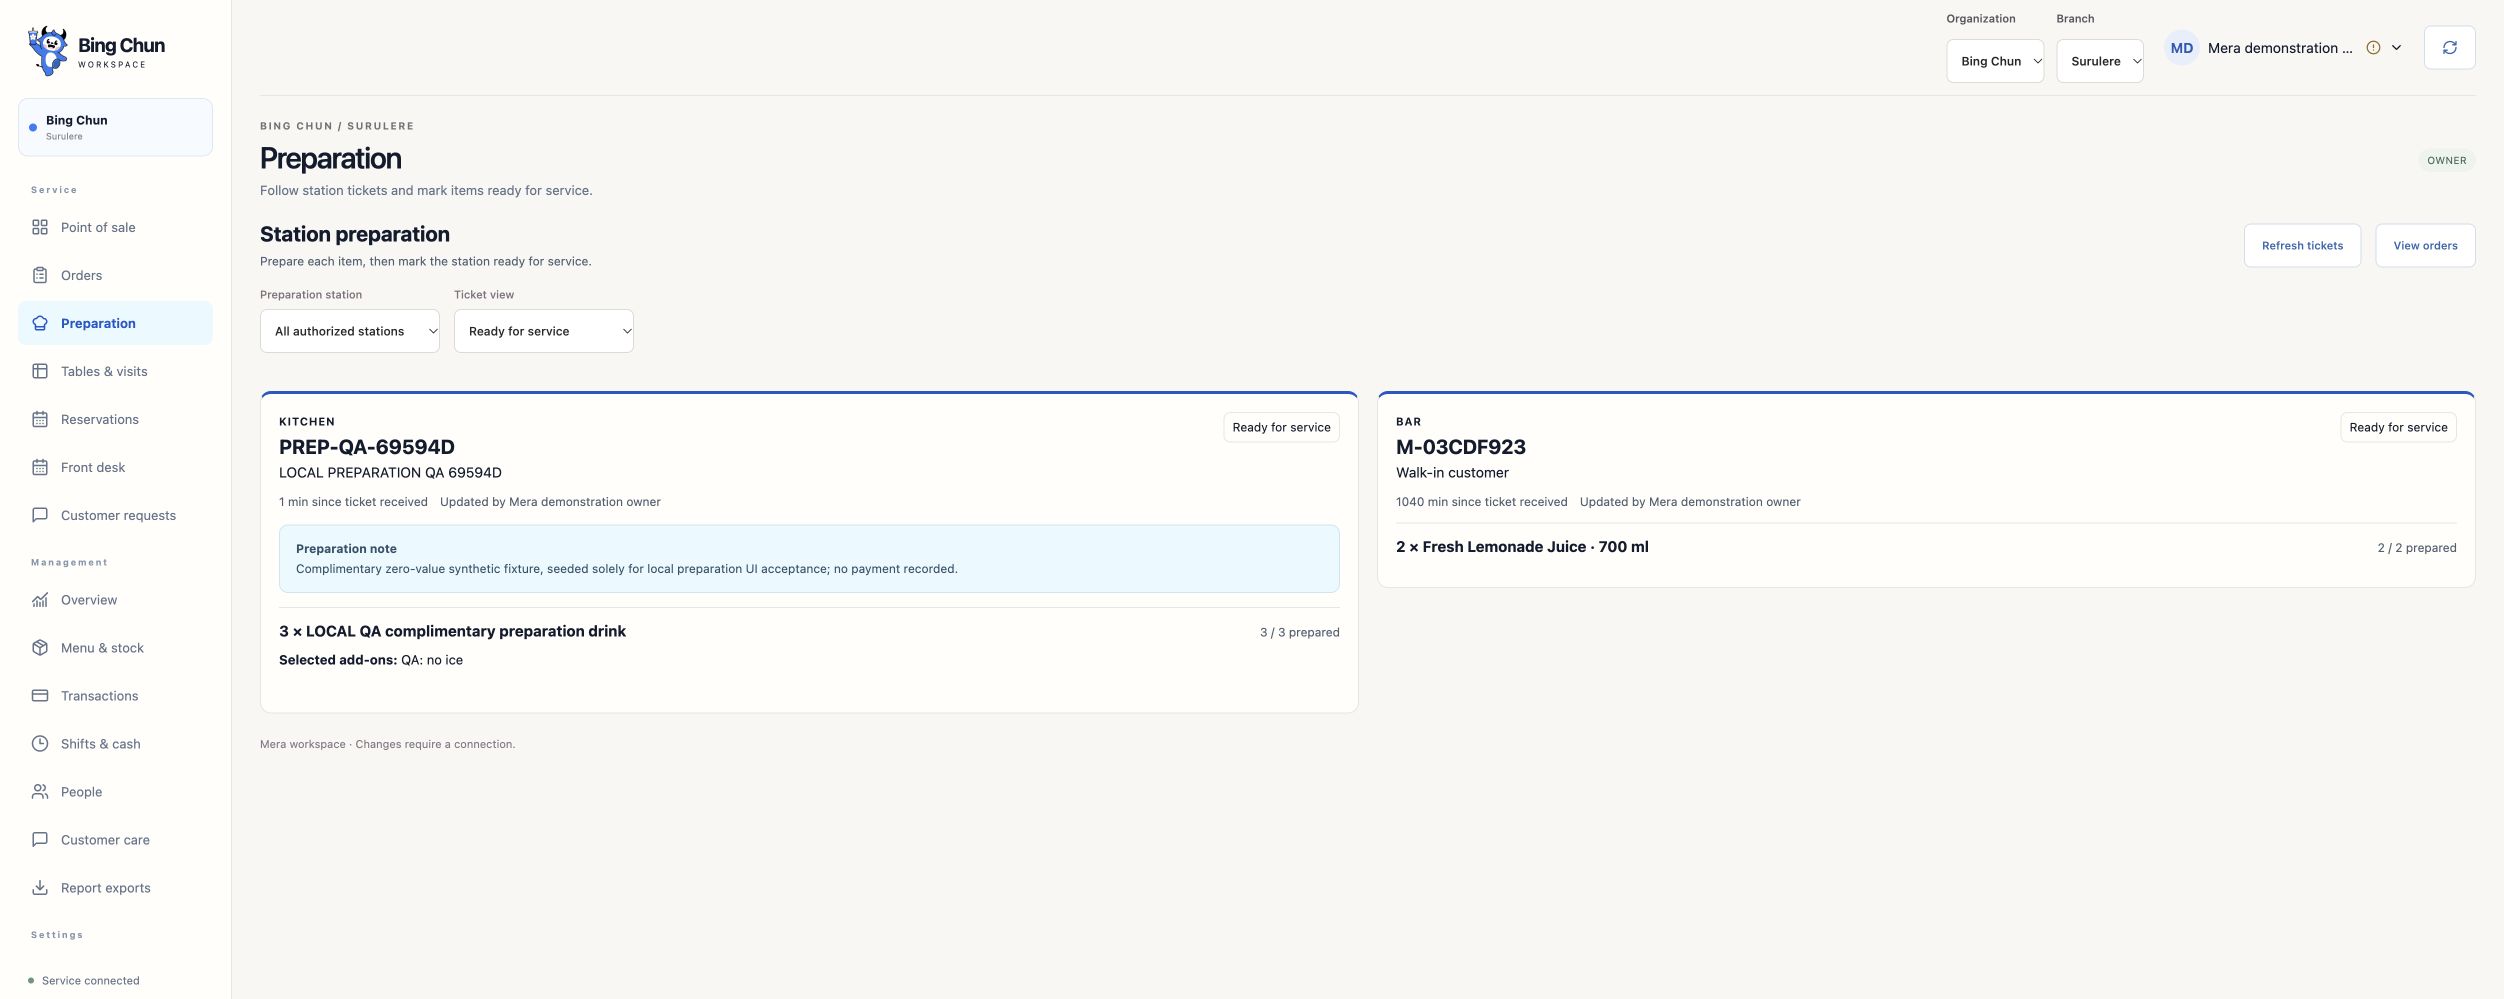 Bing Chun
WORKSPACE
Bing Chun
Surulere
Service
Point of sale
Orders
Preparation
Tables & visits
Reservations
Front desk
Customer requests
Management
Overview
Menu & stock
Transactions
Shifts & cash
People
Customer care
Report exports
Settings
Service connected
Organization
Bing Chun
Branch
Surulere
MD
Mera demonstration ...
BING CHUN / SURULERE
Preparation
Follow station tickets and mark items ready for service.
OWNER
Station preparation
Prepare each item, then mark the station ready for service.
Refresh tickets
View orders
Preparation station
All authorized stations
Ticket view
Ready for service
KITCHEN
PREP-QA-69594D
LOCAL PREPARATION QA 69594D
Ready for service
1 min since ticket received Updated by Mera demonstration owner
Preparation note
Complimentary zero-value synthetic fixture, seeded solely for local preparation UI acceptance; no payment recorded.
3 × LOCAL QA complimentary preparation drink
3 / 3 prepared
Selected add-ons: QA: no ice
BAR
M-03CDF923
Walk-in customer
Ready for service
1040 min since ticket received Updated by Mera demonstration owner
2 × Fresh Lemonade Juice · 700 ml
2 / 2 prepared
Mera workspace · Changes require a connection.